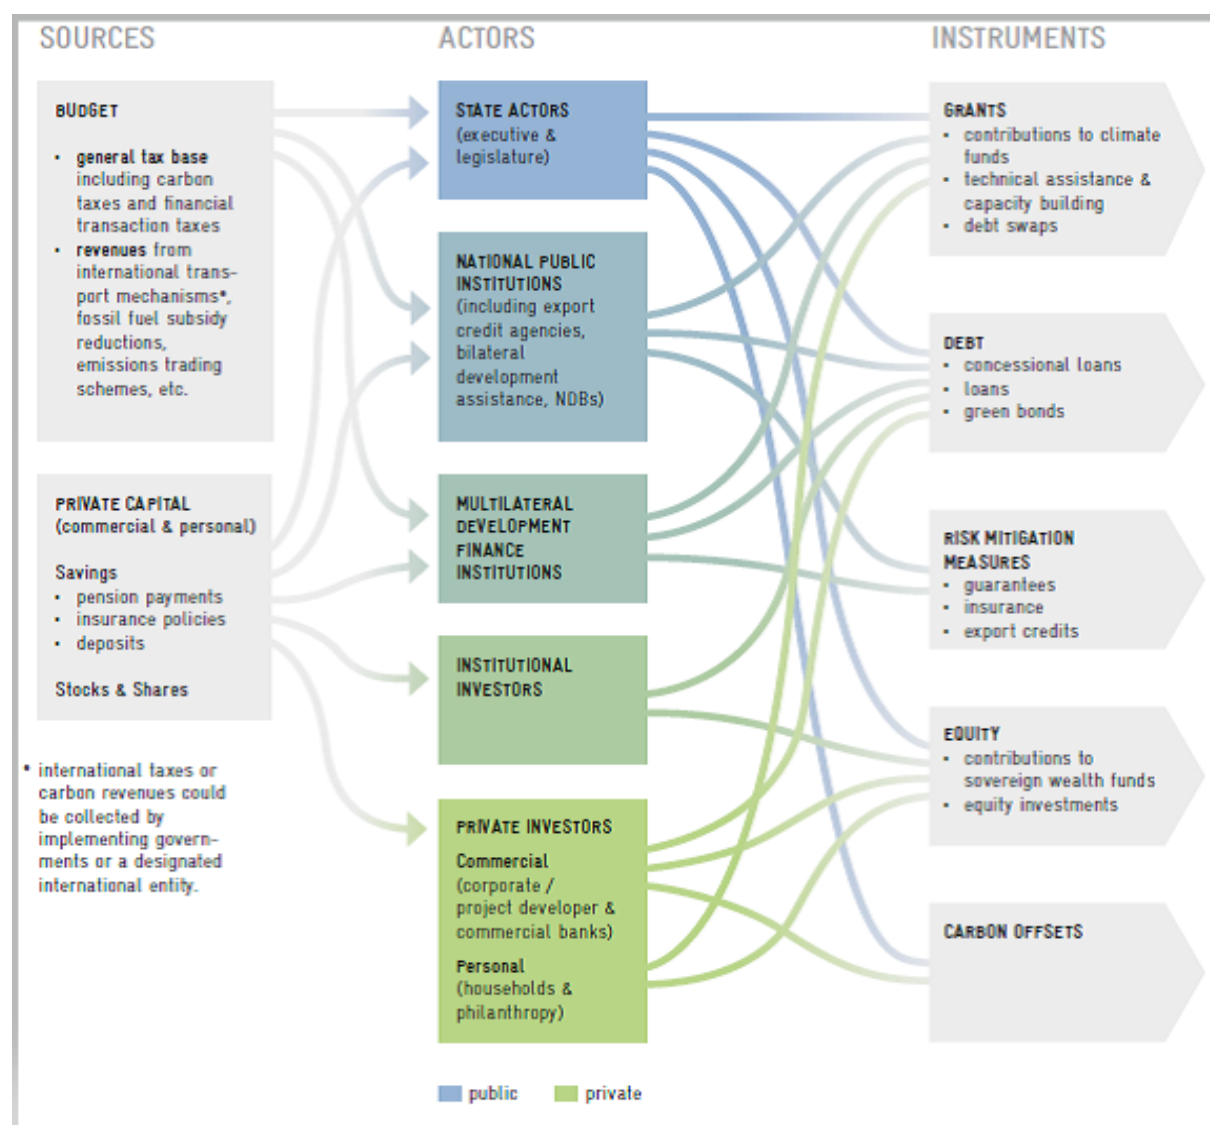 SOURCES
ACTORS
INSTRUMENTS
BUDGET
• general tax base
including carbon
taxes and financial
transaction taxes
• revenues from
international trans-
port mechanisms*,
fossil fuel subsidy
reductions,
emissions trading
schemes, etc.
PRIVATE CAPITAL
(commercial & personal)
Savings
• pension payments
• insurance policies
• deposits
Stocks & Shares
* international taxes or
carbon revenues could
be collected by
implementing govern-
ments or a designated
international entity.
STATE ACTORS
(executive &
legislature)
NATIONAL PUBLIC
INSTITUTIONS
(including export
credit agencies,
bilateral
development
assistance, NDBs)
MULTILATERAL
DEVELOPMENT
FINANCE
INSTITUTIONS
INSTITUTIONAL
INVESTORS
PRIVATE INVESTORS
Commercial
(corporate /
project developer &
commercial banks)
Personal
(households &
philanthropy)
GRANTS
• contributions to climate
funds
• technical assistance &
capacity building
• debt swaps
DEBT
• concessional loans
• loans
• green bonds
RISK MITIGATION
MEASURES
• guarantees
• insurance
• export credits
EQUITY
• contributions to
sovereign wealth funds
• equity investments
CARBON OFFSETS
public
private